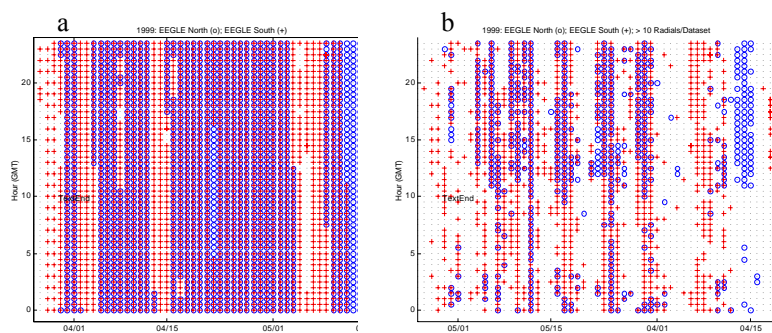 a
1999: EEGLE North (o); EEGLE South (+)
20
15
10
5
0
Hour (GMT)
TextEnd
04/01
04/15
05/01
b
1999: EEGLE North (o); EEGLE South (+); > 10 Radials/Dataset
20
15
10
5
0
Hour (GMT)
TextEnd
05/01
05/15
04/01
04/15